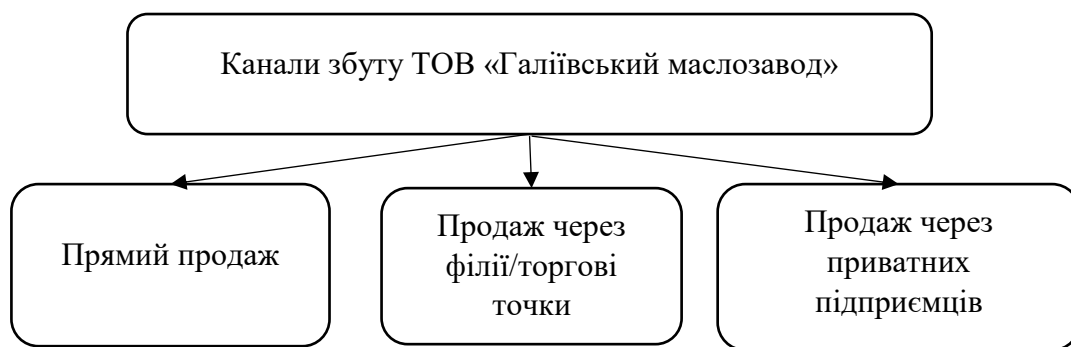 Канали збуту ТОВ «Галіївський маслозавод»
Прямий продаж
Продаж через
філії/торгові
точки
Продаж через
приватних
підприємців